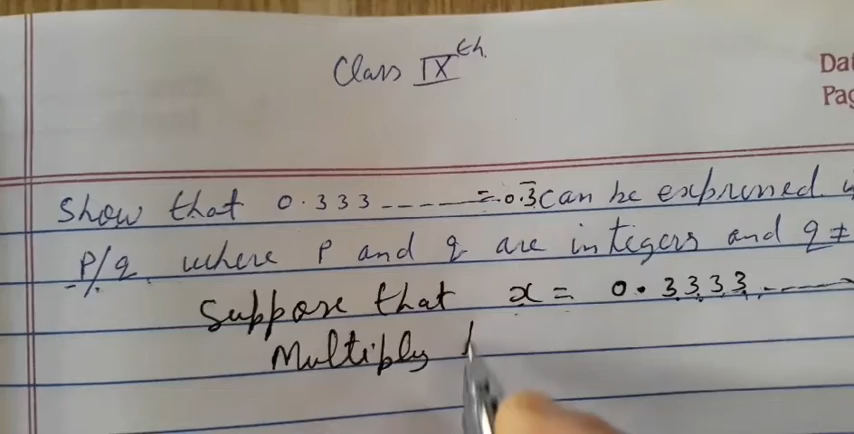 Class IXth
Dat
Pag
Show that 0.333------=0.3̅ can be expressed
P/q, where P and q are integers and q ≠
Suppose that x = 0.3333------
Multiply